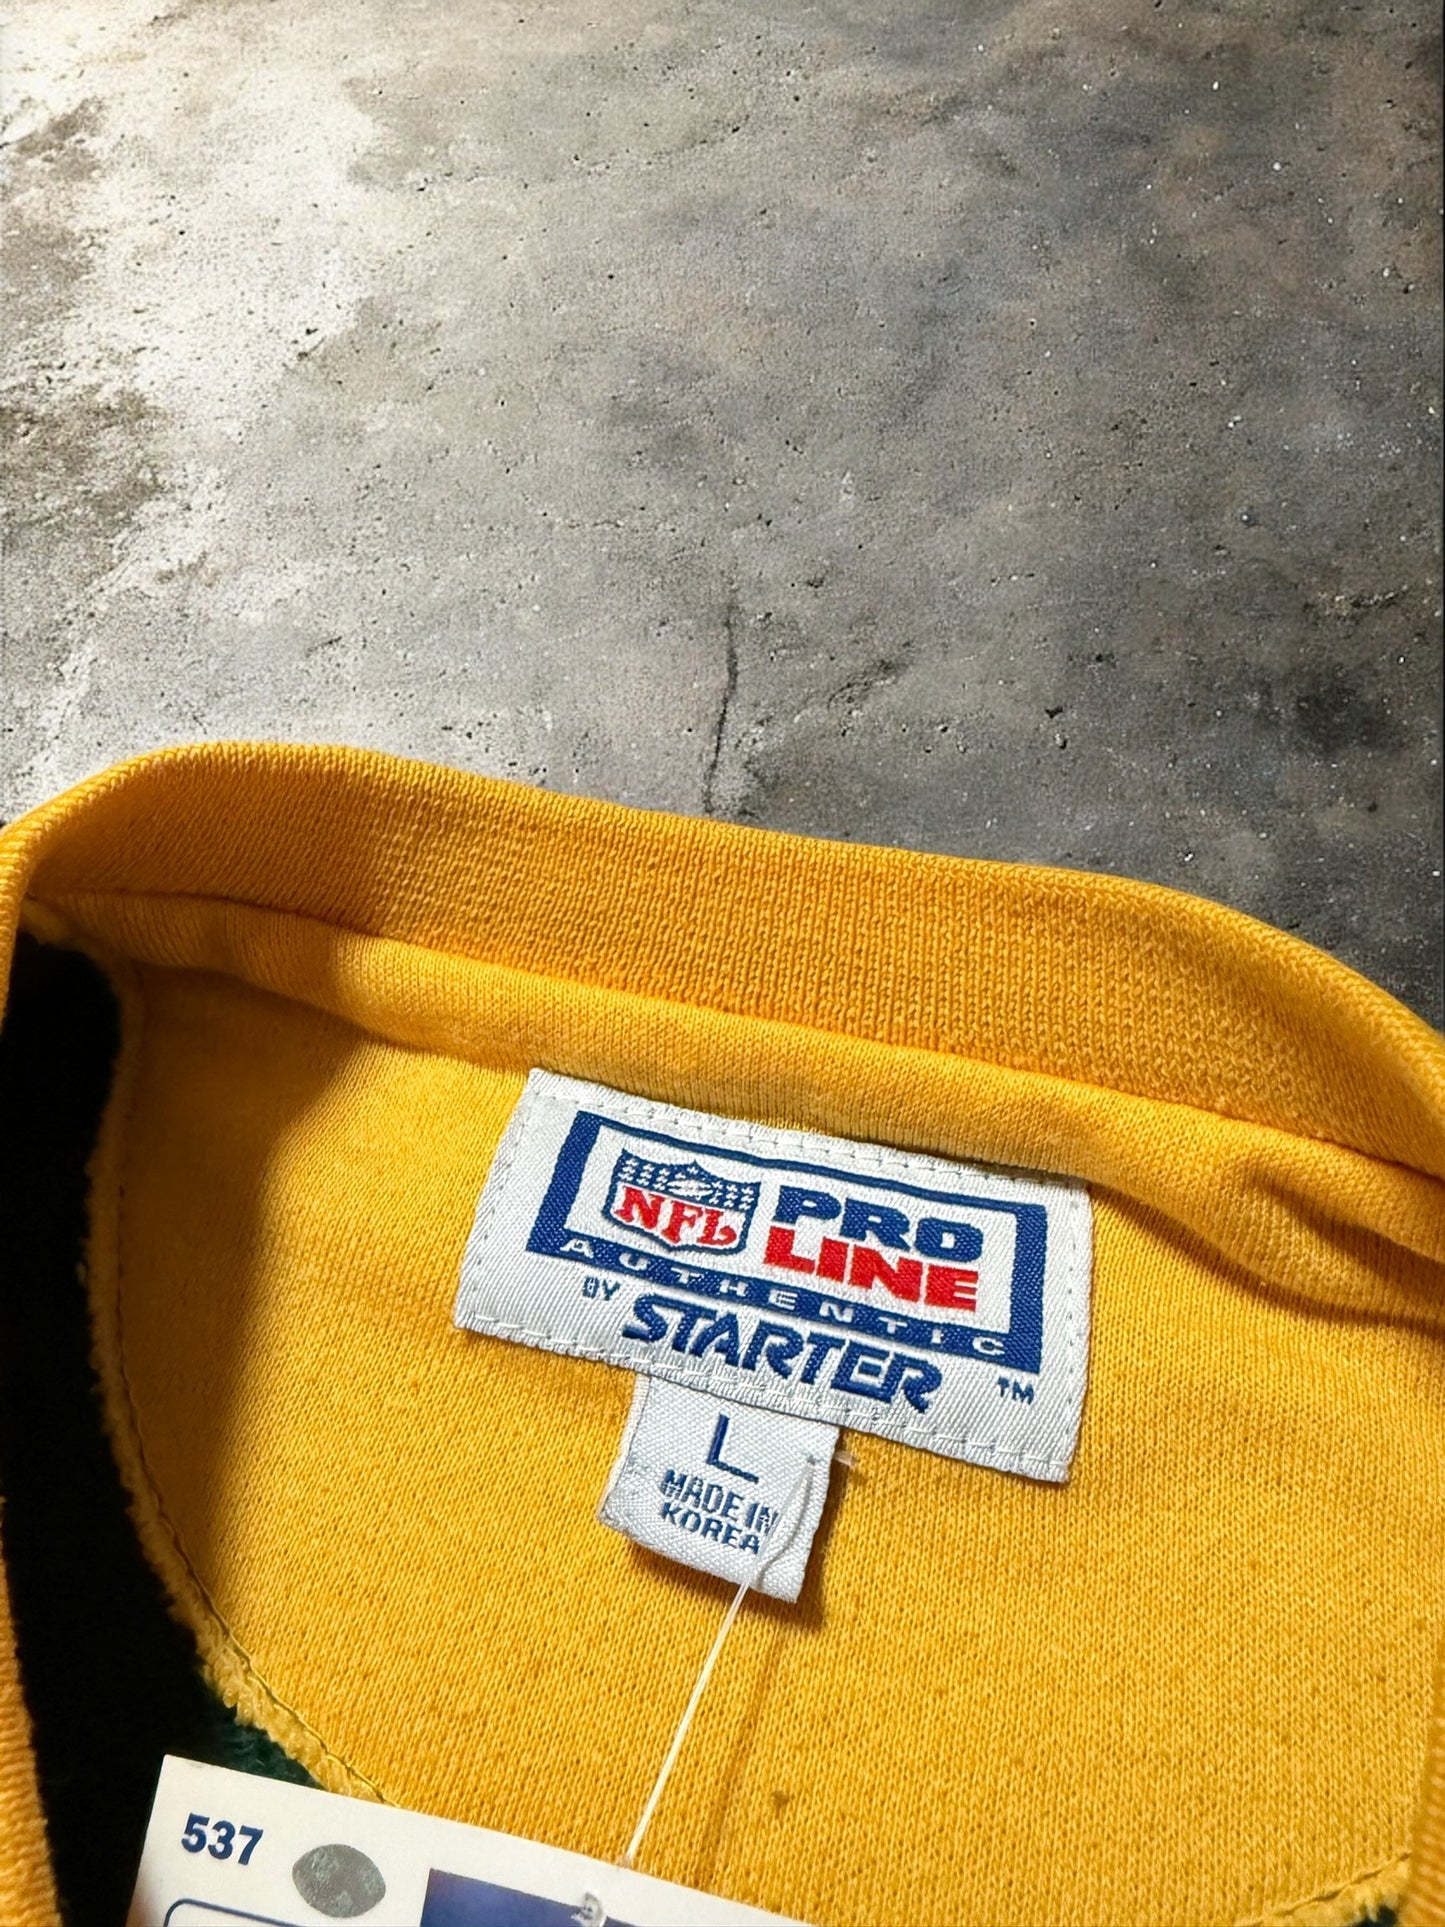 NFL PRO
LINE
AUTHENTIC
BY STARTER ™
L
MADE IN
KOREA
537